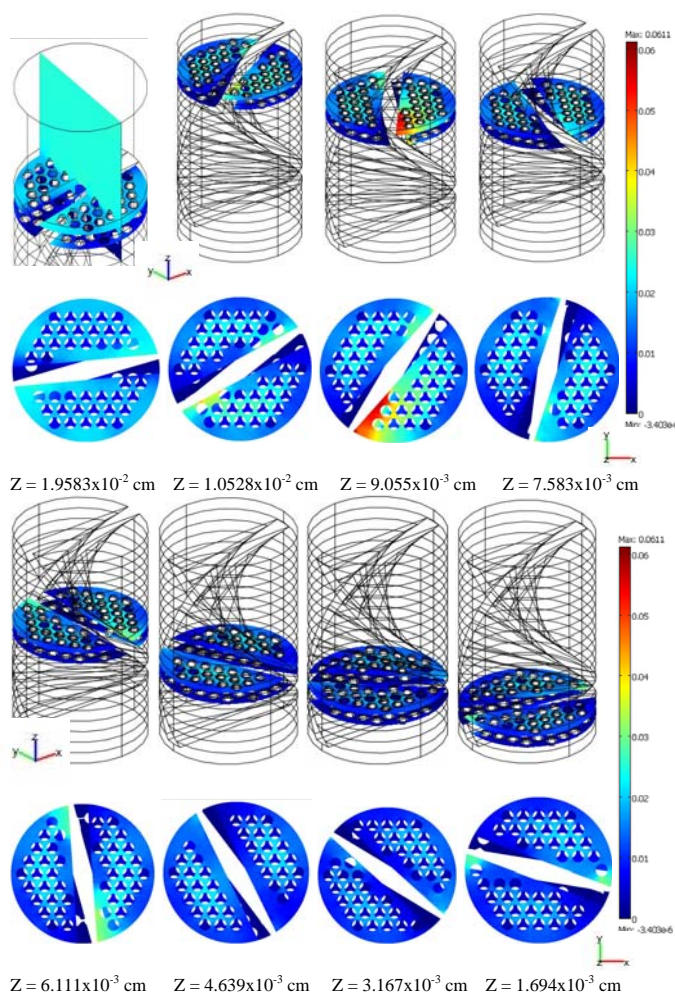 Max: 0.0611
0.06
0.05
0.04
0.03
0.02
0.01
0
Min: -3.403e-6
z
y
x
y
z
x
Z = 1.9583x10⁻² cm Z = 1.0528x10⁻² cm Z = 9.055x10⁻³ cm Z = 7.583x10⁻³ cm
Max: 0.0611
0.06
0.05
0.04
0.03
0.02
0.01
0
Min: -3.403e-6
z
y
x
y
z
x
Z = 6.111x10⁻³ cm Z = 4.639x10⁻³ cm Z = 3.167x10⁻³ cm Z = 1.694x10⁻³ cm